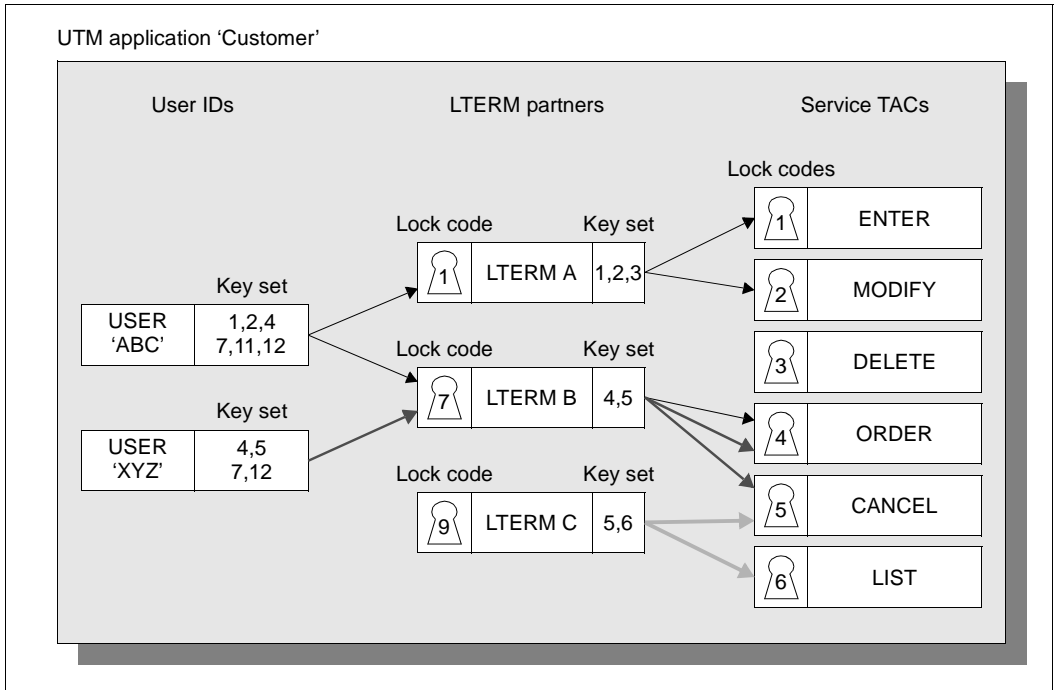 UTM application ‘Customer’
User IDs
LTERM partners
Service TACs
Lock codes
1 ENTER
2 MODIFY
3 DELETE
4 ORDER
5 CANCEL
6 LIST
Lock code Key set
1 LTERM A 1,2,3
Lock code Key set
7 LTERM B 4,5
Lock code Key set
9 LTERM C 5,6
Key set
USER 1,2,4
‘ABC’ 7,11,12
Key set
USER 4,5
‘XYZ’ 7,12